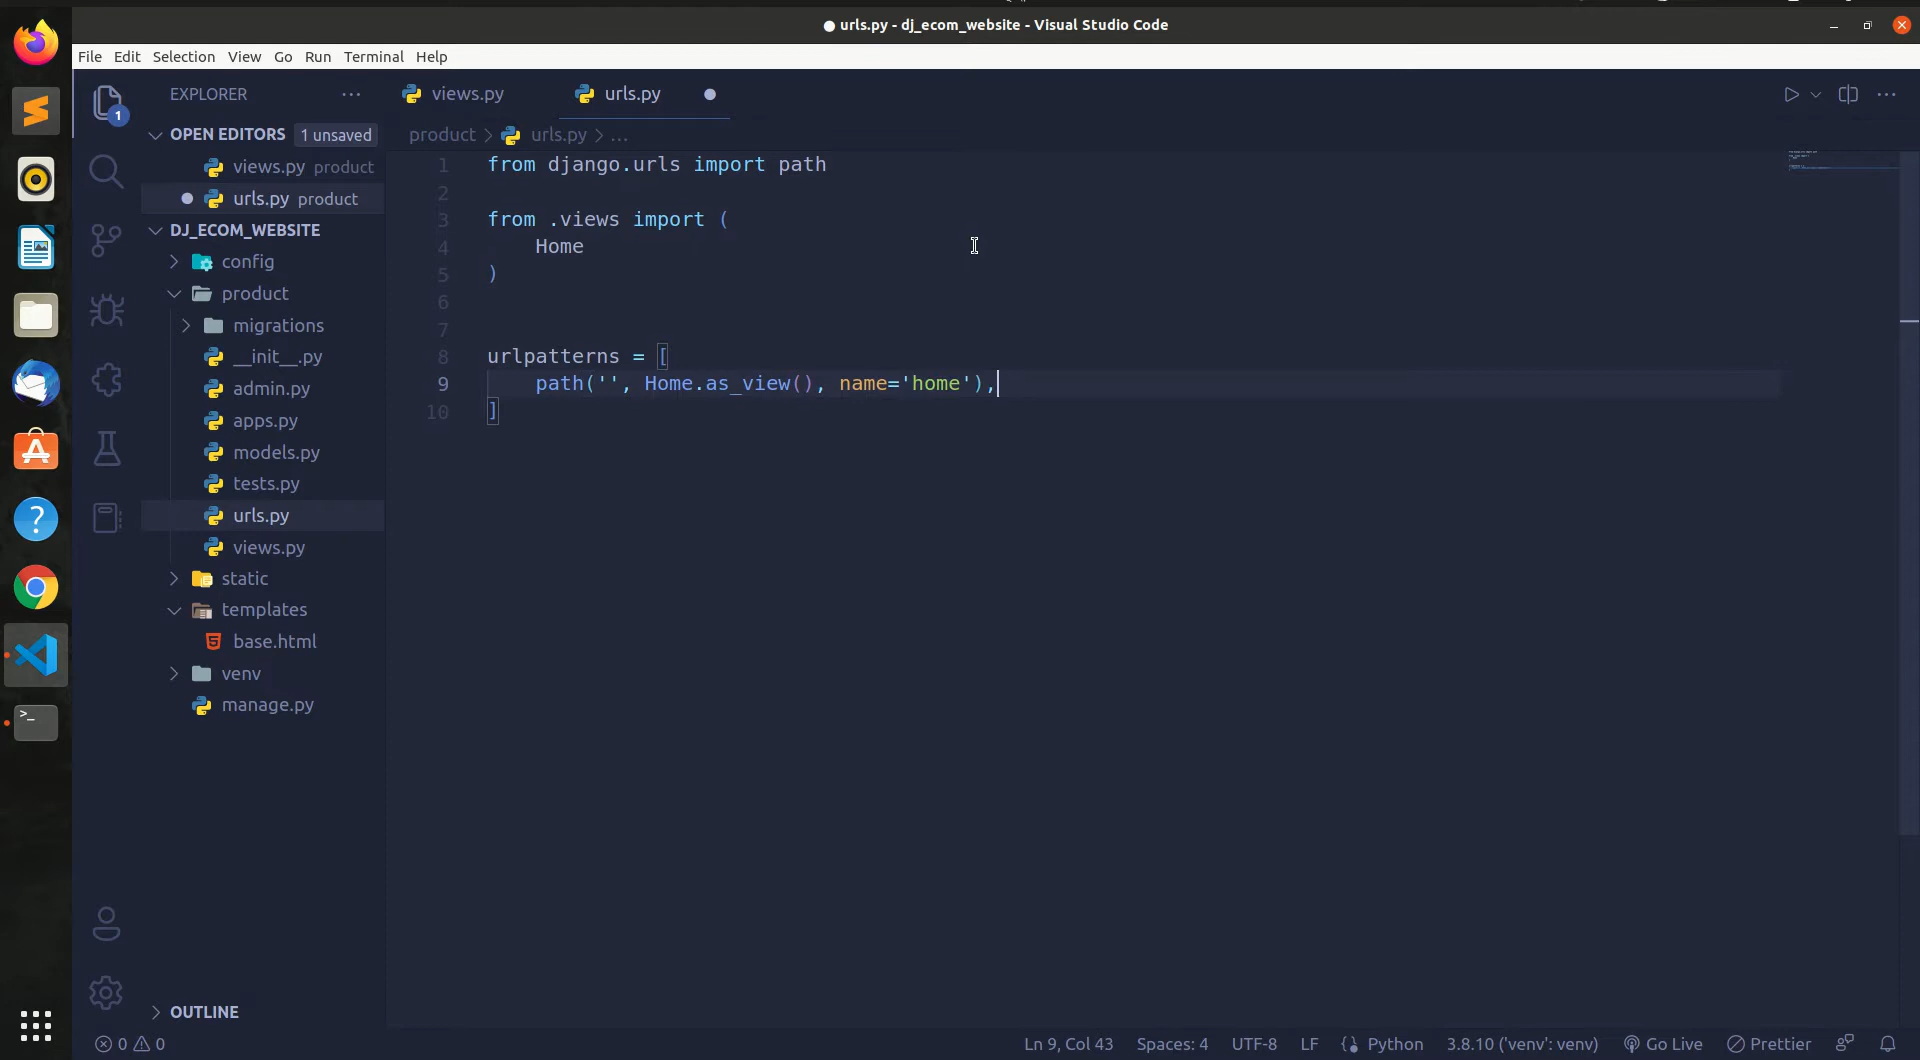 urls.py - dj_ecom_website - Visual Studio Code
File Edit Selection View Go Run Terminal Help
1
EXPLORER
OPEN EDITORS 1 unsaved
views.py product
urls.py product
DJ_ECOM_WEBSITE
config
product
migrations
__init__.py
admin.py
apps.py
models.py
tests.py
urls.py
views.py
static
templates
base.html
venv
manage.py
OUTLINE
views.py
urls.py
product > urls.py > ...
1 from django.urls import path
2
3 from .views import (
4 Home
5 )
6
7
8 urlpatterns = [
9 path('', Home.as_view(), name='home'),
10 ]
0 0
Ln 9, Col 43 Spaces: 4 UTF-8 LF Python 3.8.10 ('venv': venv) Go Live Prettier